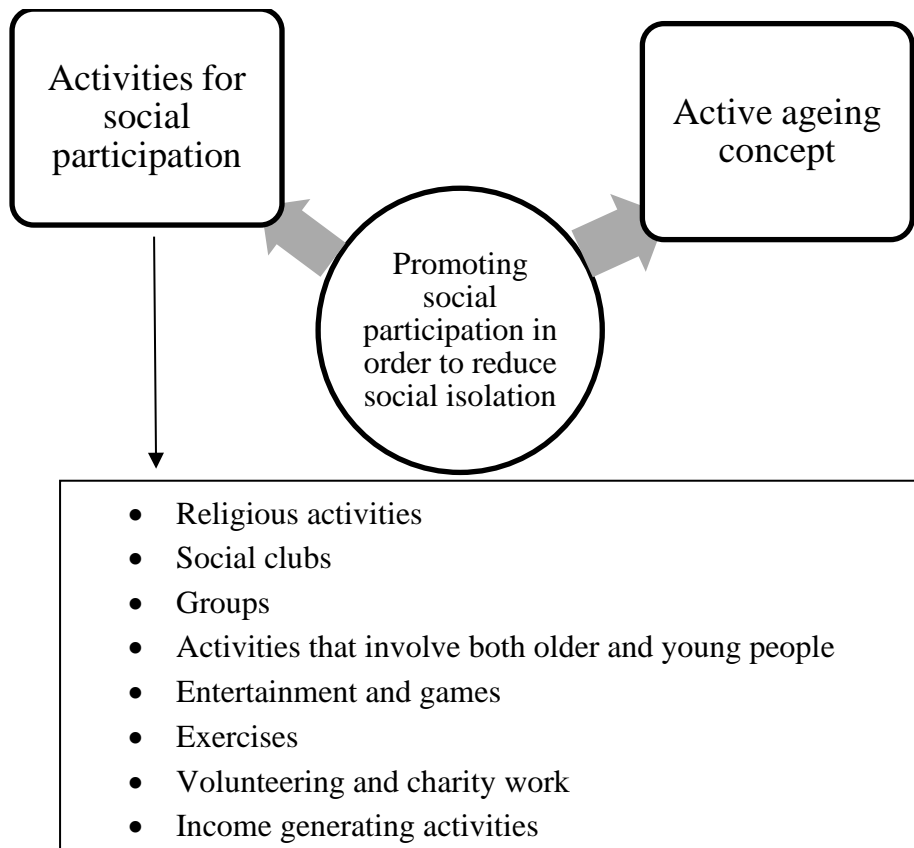 Activities for
social
participation
Active ageing
concept
Promoting
social
participation in
order to reduce
social isolation
• Religious activities
• Social clubs
• Groups
• Activities that involve both older and young people
• Entertainment and games
• Exercises
• Volunteering and charity work
• Income generating activities